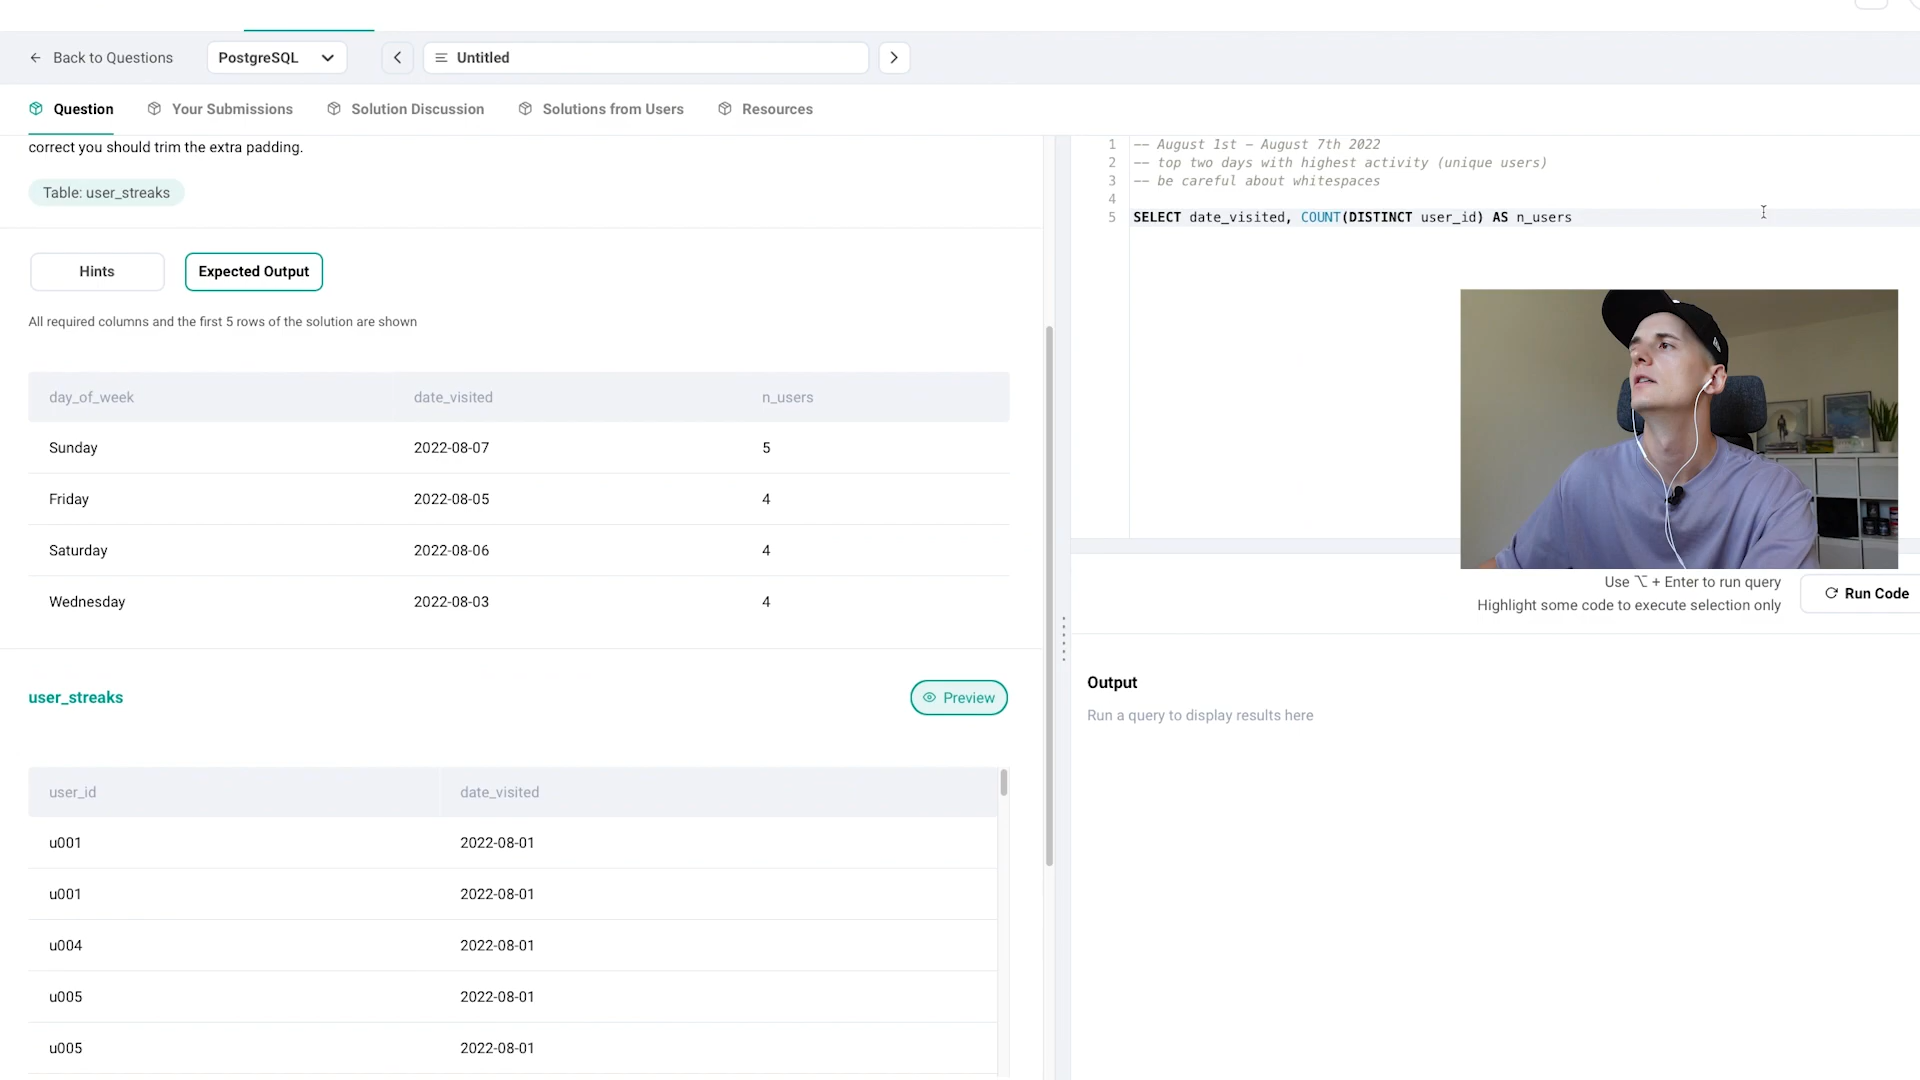 Back to Questions
PostgreSQL
Untitled
Question
Your Submissions
Solution Discussion
Solutions from Users
Resources
correct you should trim the extra padding.
Table: user_streaks
Hints
Expected Output
All required columns and the first 5 rows of the solution are shown
day_of_week date_visited n_users
Sunday 2022-08-07 5
Friday 2022-08-05 4
Saturday 2022-08-06 4
Wednesday 2022-08-03 4
user_streaks
Preview
user_id date_visited
u001 2022-08-01
u001 2022-08-01
u004 2022-08-01
u005 2022-08-01
u005 2022-08-01
1 -- August 1st - August 7th 2022
2 -- top two days with highest activity (unique users)
3 -- be careful about whitespaces
4
5 SELECT date_visited, COUNT(DISTINCT user_id) AS n_users
Use ⌥ + Enter to run query
Highlight some code to execute selection only
Run Code
Output
Run a query to display results here